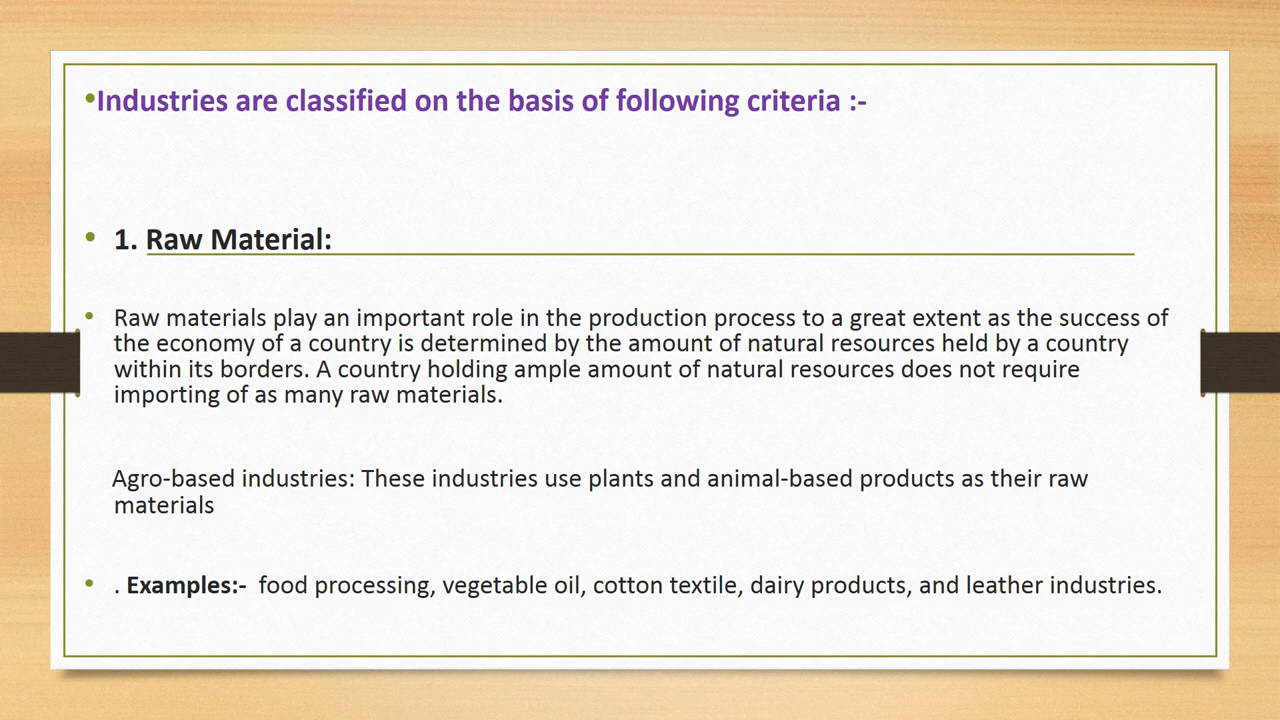 •Industries are classified on the basis of following criteria :-
• 1. Raw Material:
• Raw materials play an important role in the production process to a great extent as the success of
the economy of a country is determined by the amount of natural resources held by a country
within its borders. A country holding ample amount of natural resources does not require
importing of as many raw materials.
Agro-based industries: These industries use plants and animal-based products as their raw
materials
• . Examples:- food processing, vegetable oil, cotton textile, dairy products, and leather industries.